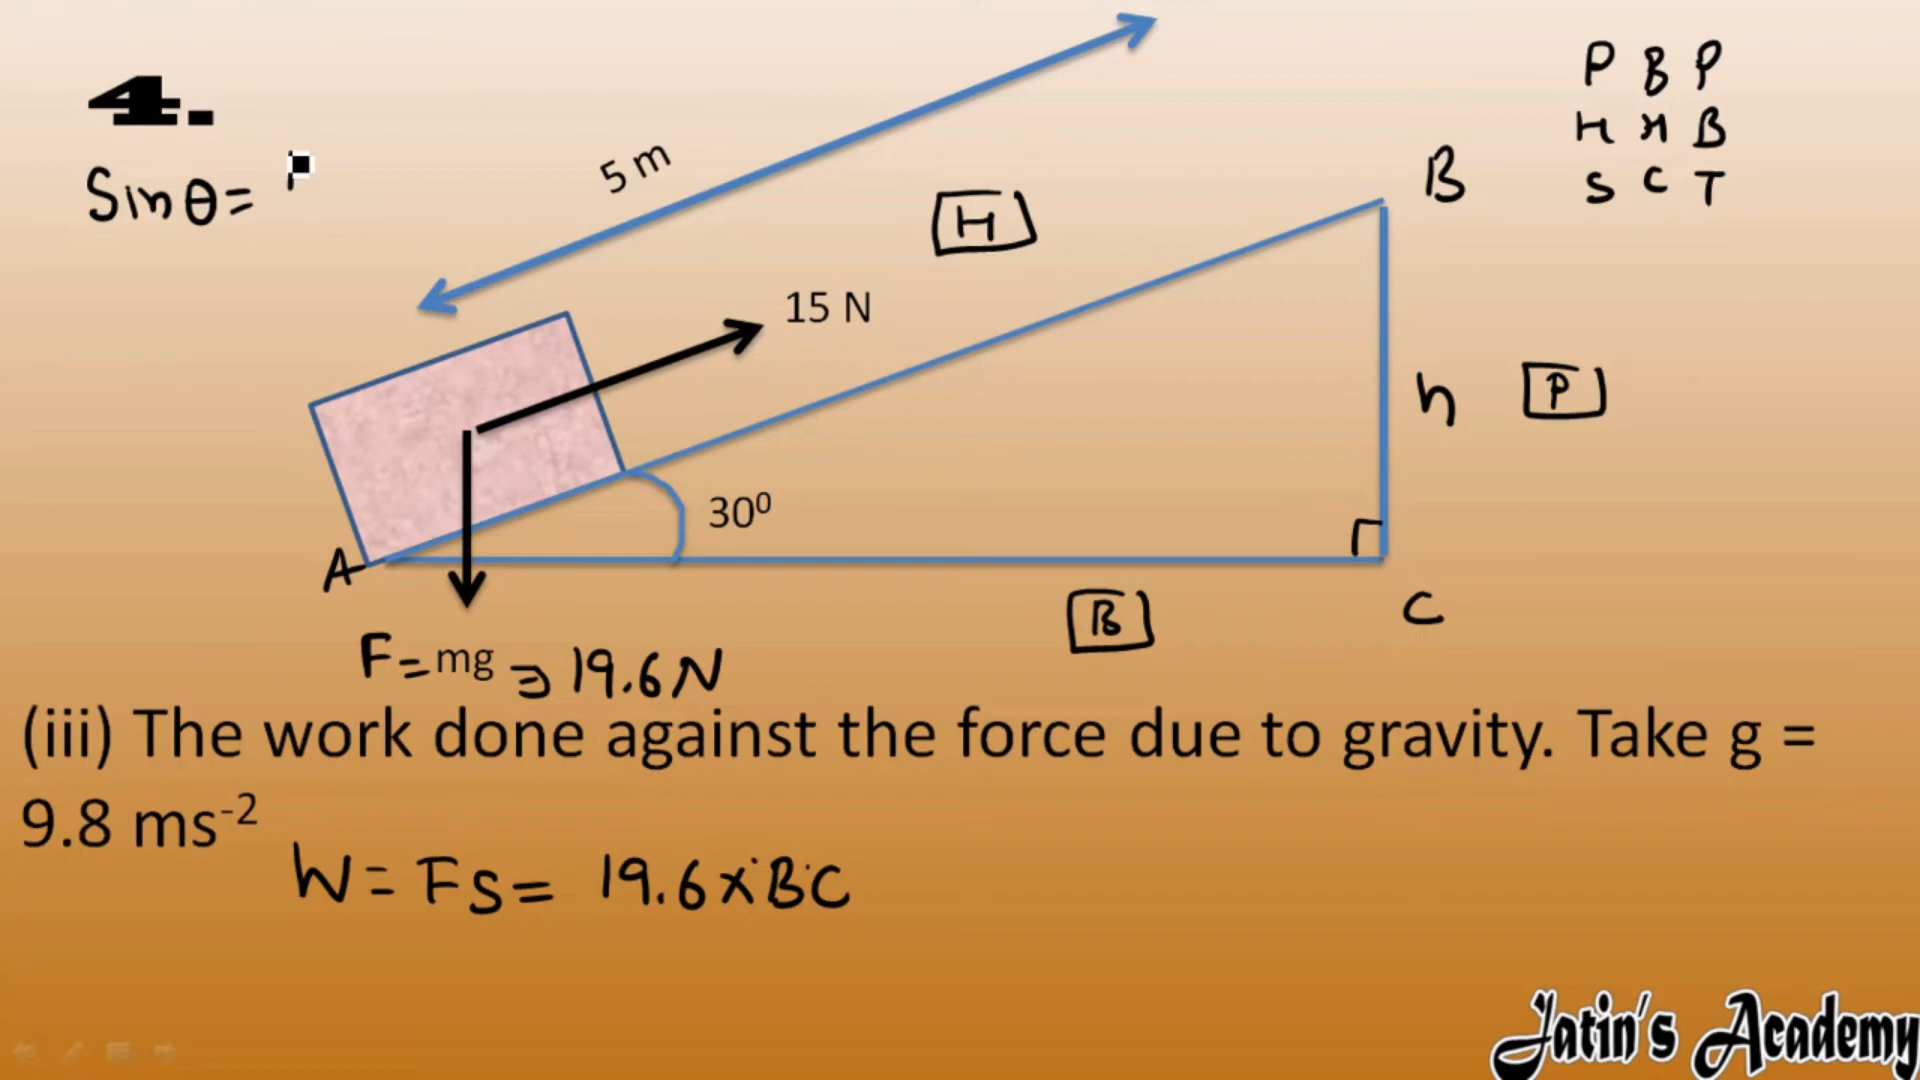 4.
P B P
H H B
S C T
Sinθ=
5 m
H
B
15 N
h
P
30⁰
A
B
C
F=mg ⇒ 19.6N
(iii) The work done against the force due to gravity. Take g =
9.8 ms⁻²
W= FS= 19.6×BC
Jatin's Academy